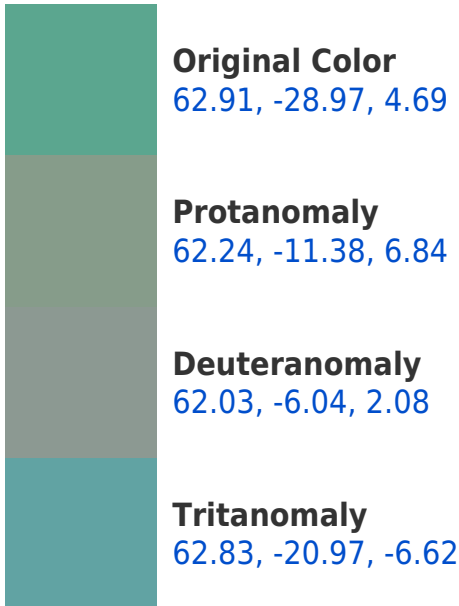 Original Color
62.91, -28.97, 4.69
Protanomaly
62.24, -11.38, 6.84
Deuteranomaly
62.03, -6.04, 2.08
Tritanomaly
62.83, -20.97, -6.62